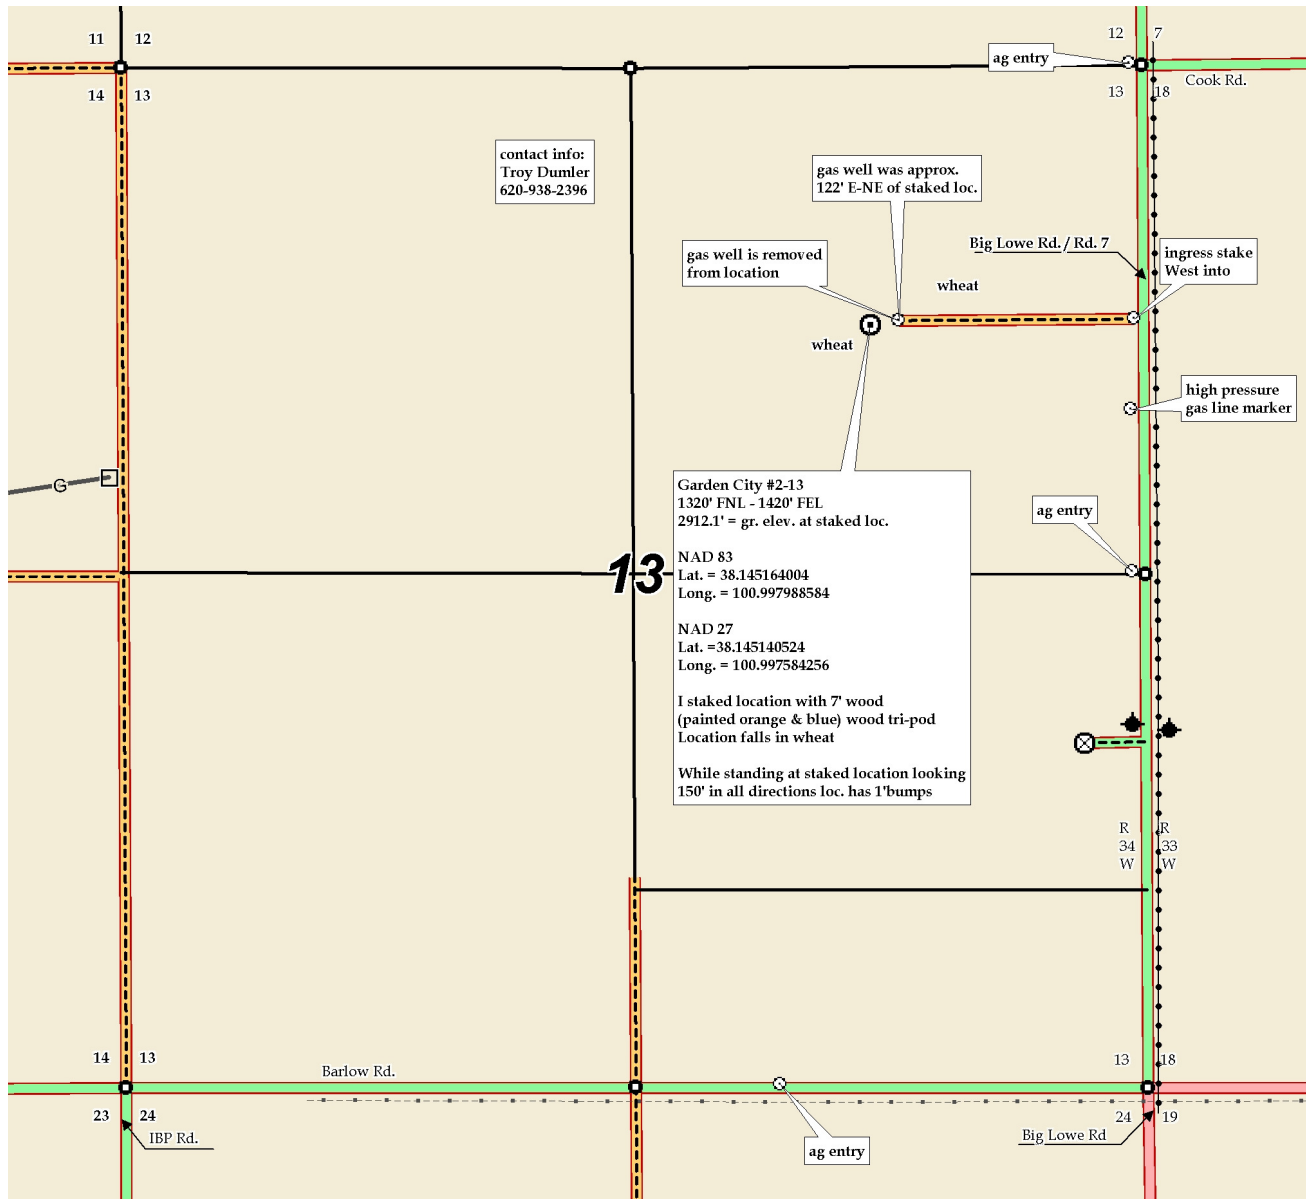 11 12
14 13
12 7
13 18
ag entry
Cook Rd.
contact info:
Troy Dumler
620-938-2396
gas well was approx.
122' E-NE of staked loc.
gas well is removed
from location
Big Lowe Rd. / Rd. 7
ingress stake
West into
wheat
wheat
high pressure
gas line marker
G
ag entry
13
Garden City #2-13
1320' FNL - 1420' FEL
2912.1' = gr. elev. at staked loc.
NAD 83
Lat. = 38.145164004
Long. = 100.997988584
NAD 27
Lat. =38.145140524
Long. = 100.997584256
I staked location with 7' wood
(painted orange & blue) wood tri-pod
Location falls in wheat
While standing at staked location looking
150' in all directions loc. has 1'bumps
R R
34 33
W W
14 13
23 24
Barlow Rd.
IBP Rd.
13 18
24 19
Big Lowe Rd
ag entry